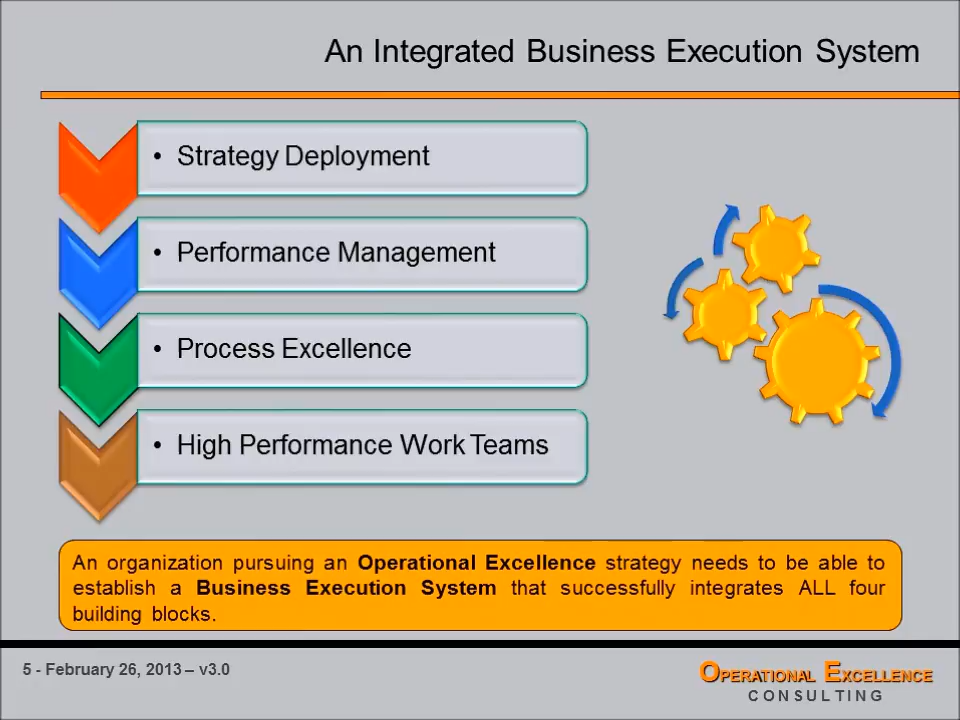 An Integrated Business Execution System
• Strategy Deployment
• Performance Management
• Process Excellence
• High Performance Work Teams
An organization pursuing an Operational Excellence strategy needs to be able to
establish a Business Execution System that successfully integrates ALL four
building blocks.
5 - February 26, 2013 – v3.0
OPERATIONAL EXCELLENCE
CONSULTING